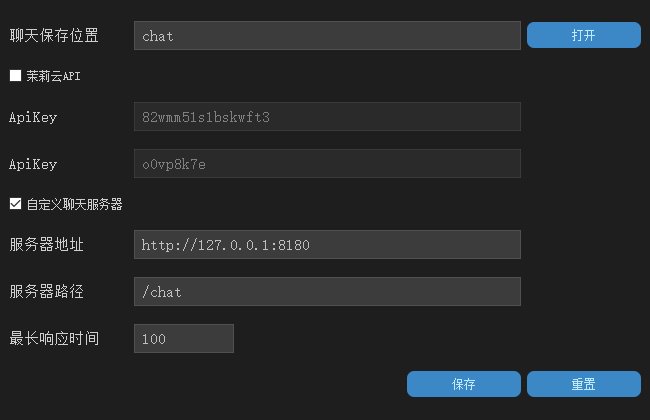 聊天保存位置 chat 打开
茉莉云API
ApiKey 82wmm51s1bskwft3
ApiKey o0vp8k7e
自定义聊天服务器
服务器地址 http://127.0.0.1:8180
服务器路径 /chat
最长响应时间 100
保存 重置